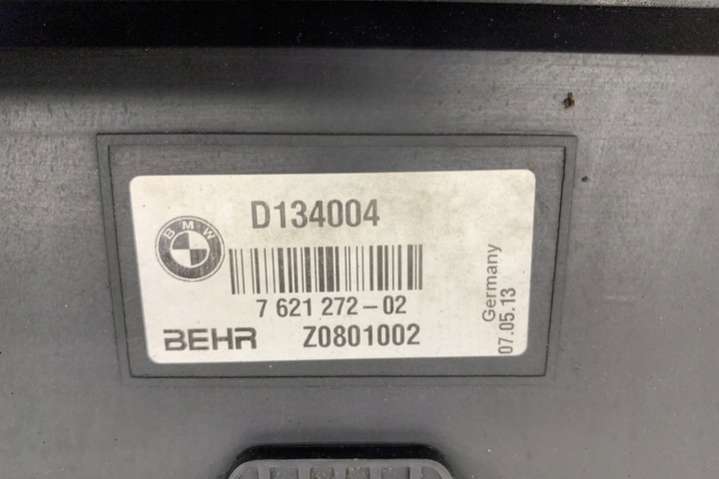 D134004
BMW
7 621 272-02
BEHR Z0801002
Germany
07.05.13